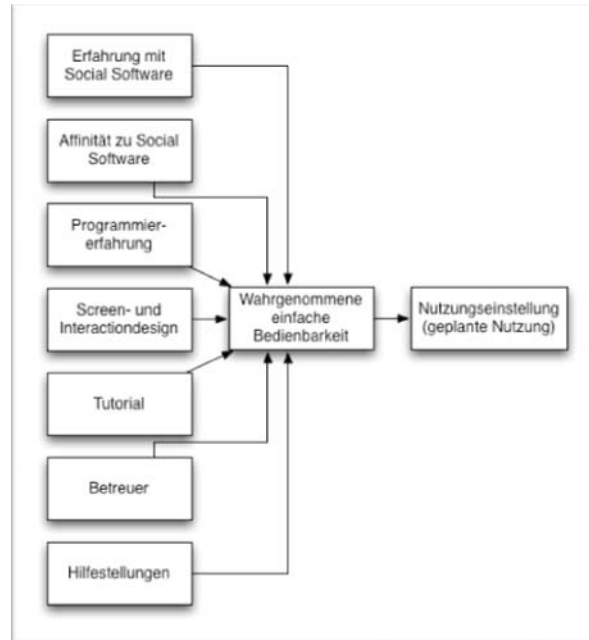 Erfahrung mit
Social Software
Affinität zu Social
Software
Programmier-
erfahrung
Screen- und
Interactiondesign
Tutorial
Betreuer
Hilfestellungen
Wahrgenommene
einfache
Bedienbarkeit
Nutzungseinstellung
(geplante Nutzung)